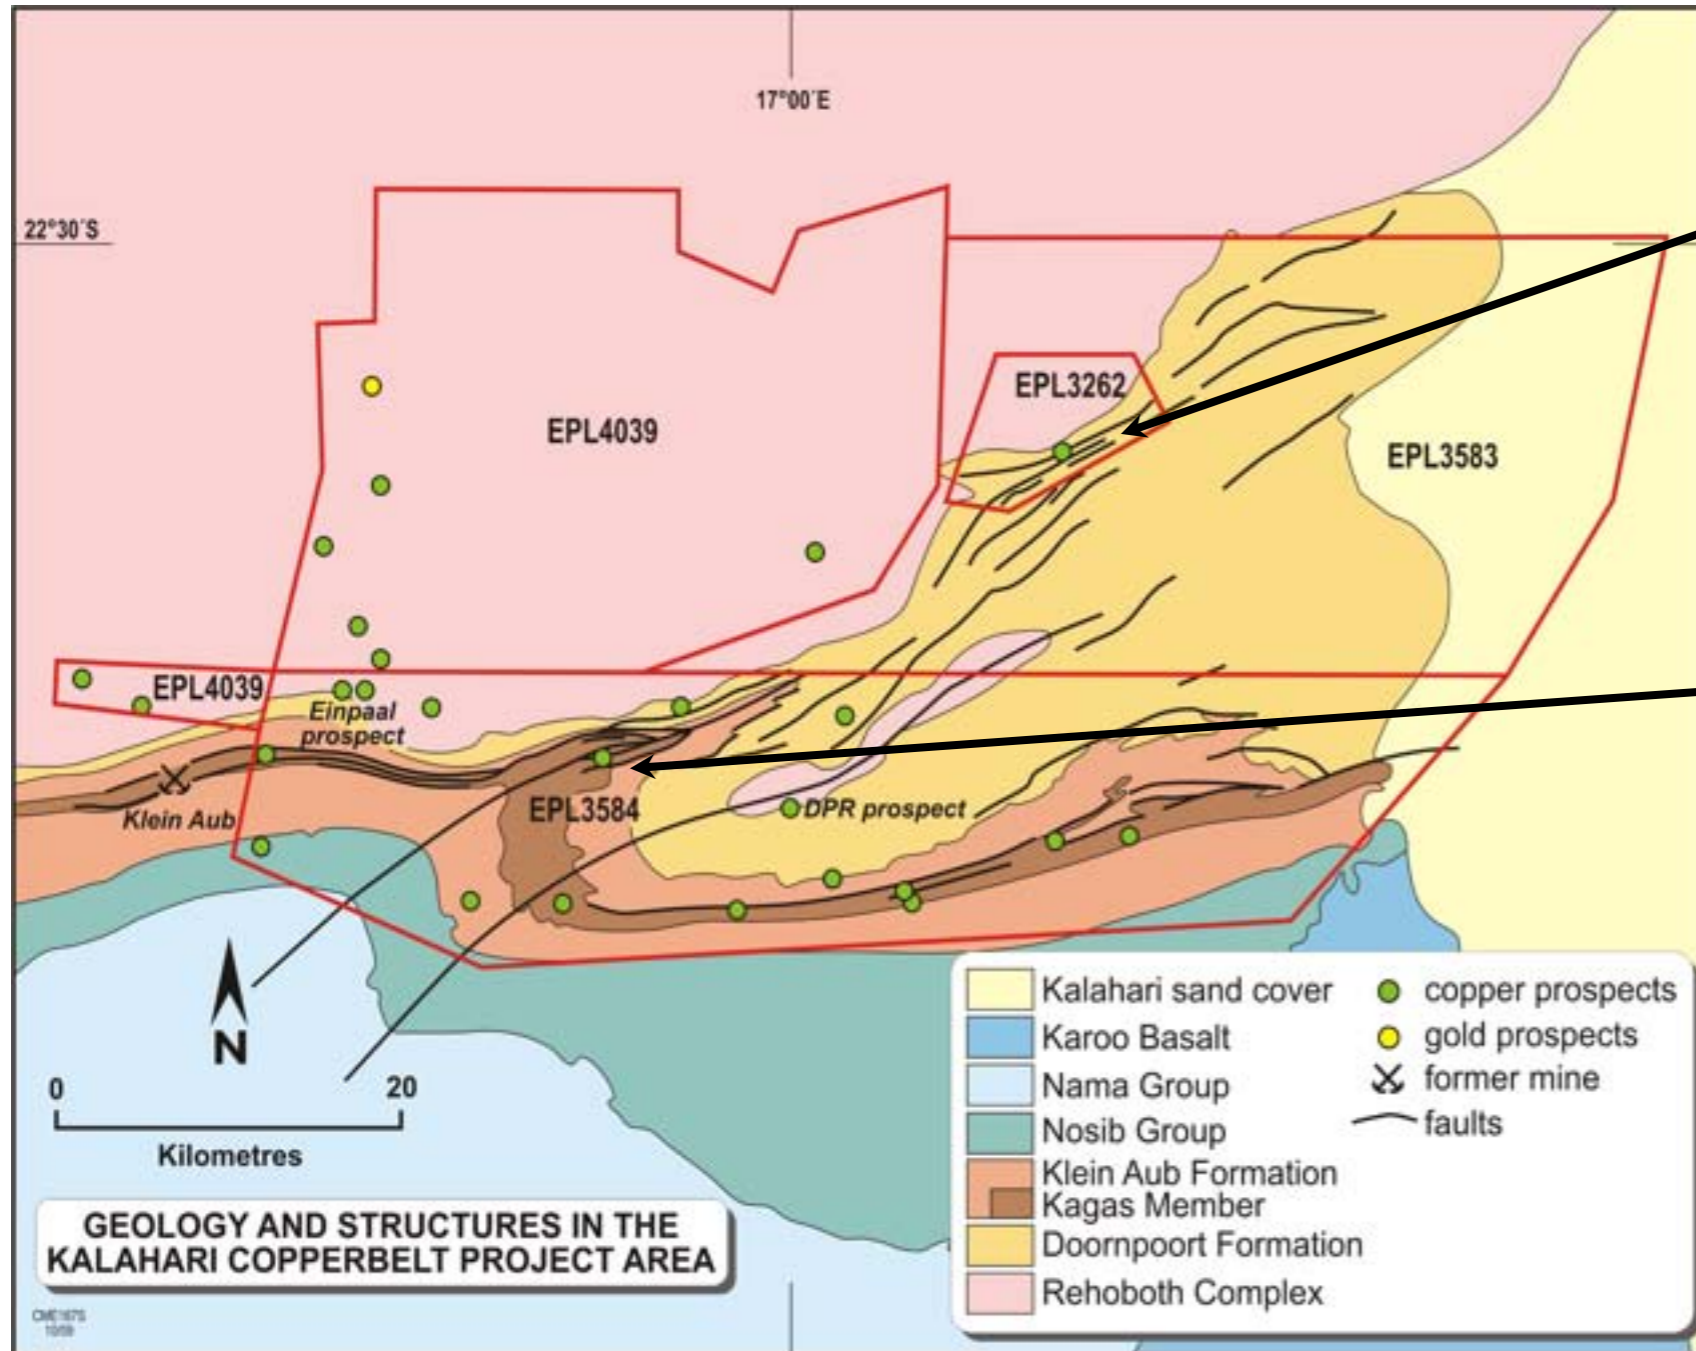 17°00´E
22°30´S
EPL3262
EPL4039
EPL3583
EPL4039
Einpaal
prospect
EPL3584
DPR prospect
Klein Aub
N
0 20
Kilometres
GEOLOGY AND STRUCTURES IN THE
KALAHARI COPPERBELT PROJECT AREA
Kalahari sand cover
Karoo Basalt
Nama Group
Nosib Group
Klein Aub Formation
Kagas Member
Doornpoort Formation
Rehoboth Complex
copper prospects
gold prospects
former mine
faults